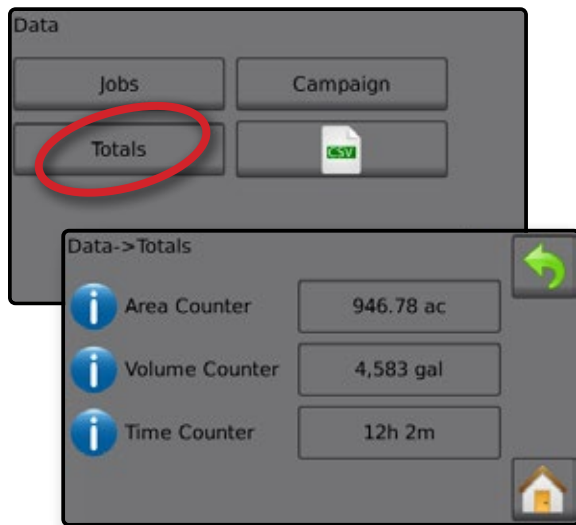 Data
Jobs Campaign
Totals CSV
Data->Totals
Area Counter 946.78 ac
Volume Counter 4,583 gal
Time Counter 12h 2m